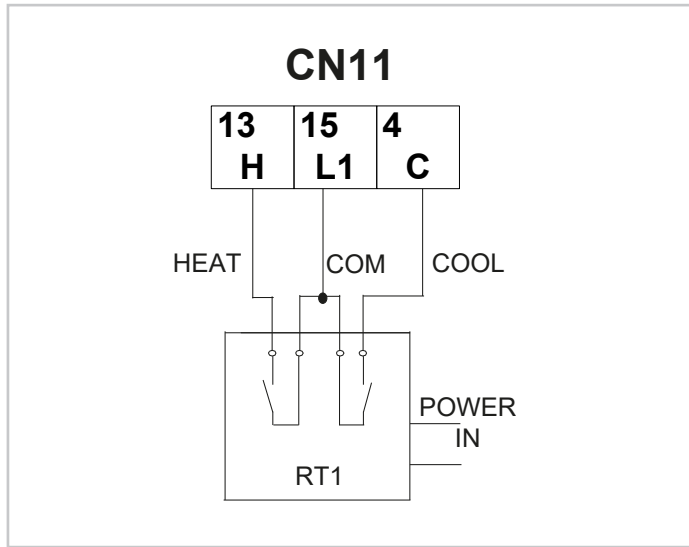 CN11
13 15 4
H L1 C
HEAT COM COOL
POWER
IN
RT1